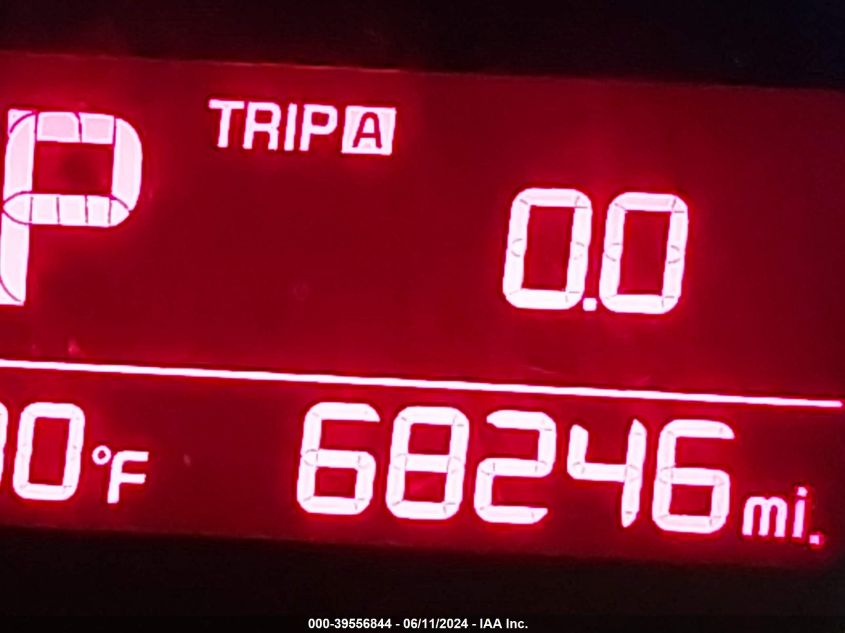 P
TRIP A
0.0
0°F
68246 mi.
000-39556844 - 06/11/2024 - IAA Inc.